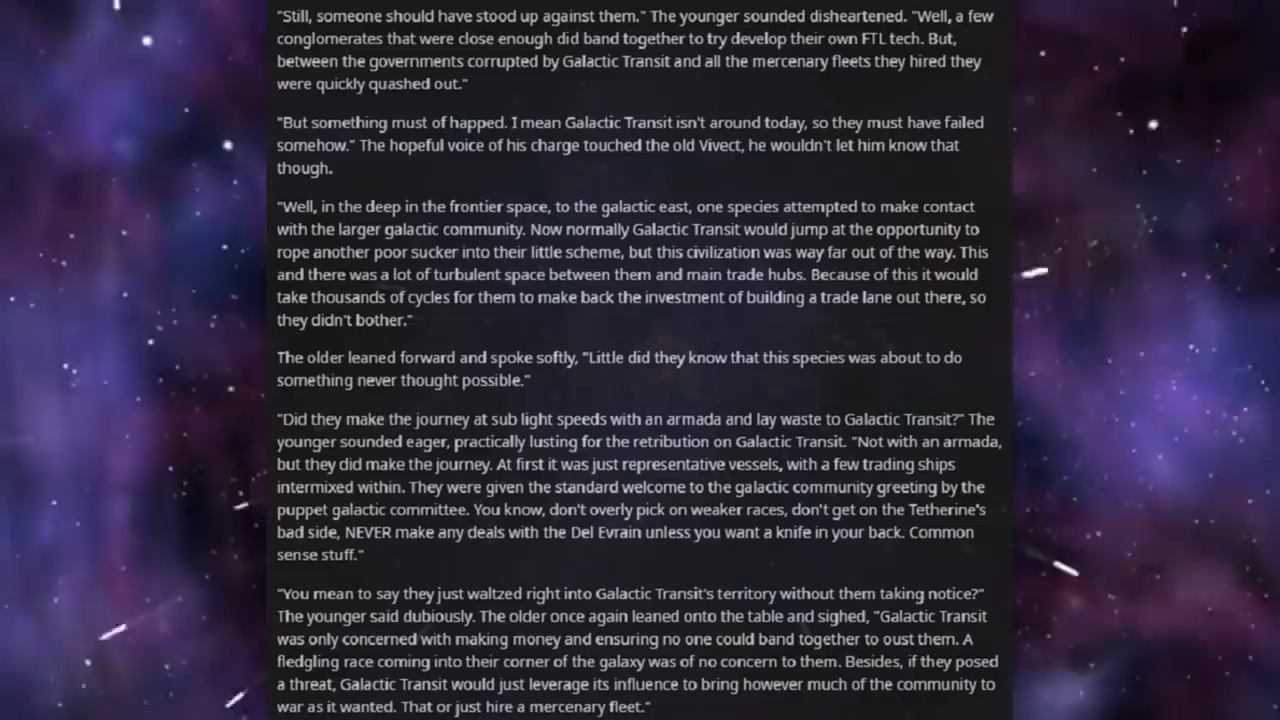 "Still, someone should have stood up against them." The younger sounded disheartened. "Well, a few
conglomerates that were close enough did band together to try develop their own FTL tech. But,
between the governments corrupted by Galactic Transit and all the mercenary fleets they hired they
were quickly quashed out."
"But something must of happed. I mean Galactic Transit isn't around today, so they must have failed
somehow." The hopeful voice of his charge touched the old Vivect, he wouldn't let him know that
though.
"Well, in the deep in the frontier space, to the galactic east, one species attempted to make contact
with the larger galactic community. Now normally Galactic Transit would jump at the opportunity to
rope another poor sucker into their little scheme, but this civilization was way far out of the way. This
and there was a lot of turbulent space between them and main trade hubs. Because of this it would
take thousands of cycles for them to make back the investment of building a trade lane out there, so
they didn't bother."
The older leaned forward and spoke softly, "Little did they know that this species was about to do
something never thought possible."
"Did they make the journey at sub light speeds with an armada and lay waste to Galactic Transit?" The
younger sounded eager, practically lusting for the retribution on Galactic Transit. "Not with an armada,
but they did make the journey. At first it was just representative vessels, with a few trading ships
intermixed within. They were given the standard welcome to the galactic community greeting by the
puppet galactic committee. You know, don't overly pick on weaker races, don't get on the Tetherine's
bad side, NEVER make any deals with the Del Evrain unless you want a knife in your back. Common
sense stuff."
"You mean to say they just waltzed right into Galactic Transit's territory without them taking notice?"
The younger said dubiously. The older once again leaned onto the table and sighed, "Galactic Transit
was only concerned with making money and ensuring no one could band together to oust them. A
fledgling race coming into their corner of the galaxy was of no concern to them. Besides, if they posed
a threat, Galactic Transit would just leverage its influence to bring however much of the community to
war as it wanted. That or just hire a mercenary fleet."